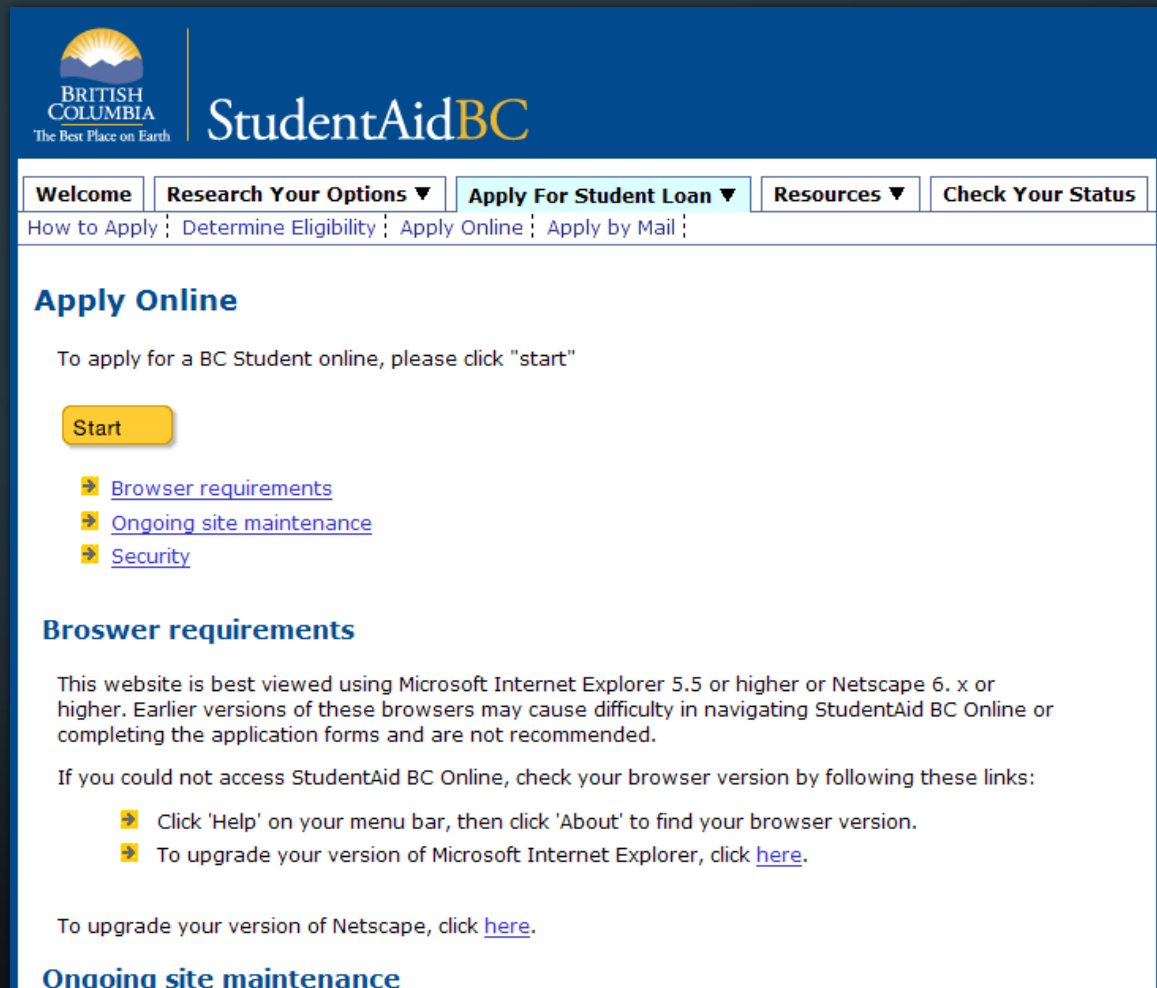 BRITISH
COLUMBIA
The Best Place on Earth
StudentAidBC
Welcome Research Your Options ▼ Apply For Student Loan ▼ Resources ▼ Check Your Status
How to Apply Determine Eligibility Apply Online Apply by Mail
Apply Online
To apply for a BC Student online, please click "start"
Start
Browser requirements
Ongoing site maintenance
Security
Broswer requirements
This website is best viewed using Microsoft Internet Explorer 5.5 or higher or Netscape 6. x or
higher. Earlier versions of these browsers may cause difficulty in navigating StudentAid BC Online or
completing the application forms and are not recommended.
If you could not access StudentAid BC Online, check your browser version by following these links:
Click 'Help' on your menu bar, then click 'About' to find your browser version.
To upgrade your version of Microsoft Internet Explorer, click here.
To upgrade your version of Netscape, click here.
Ongoing site maintenance